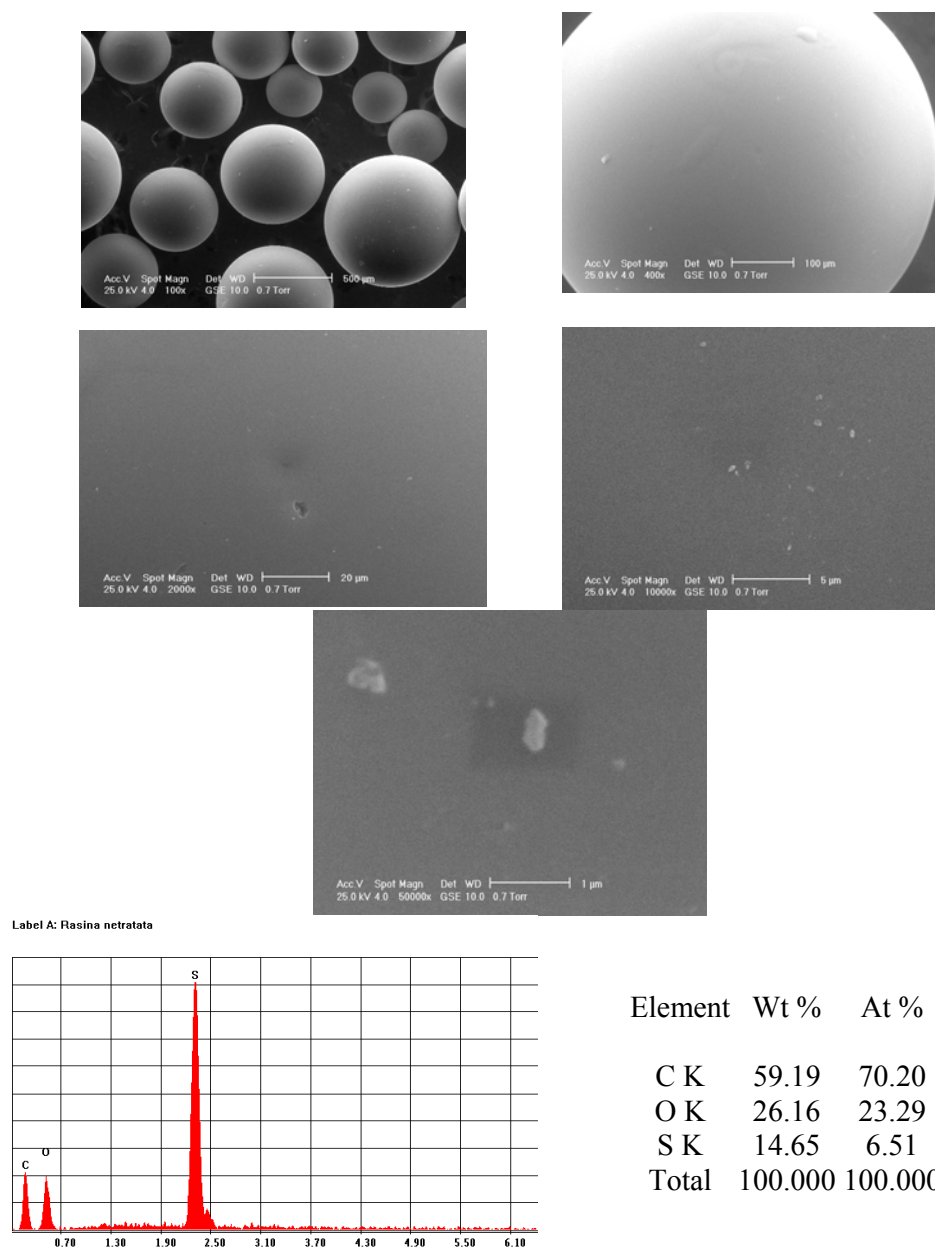 Acc.V Spot Magn Det WD 500 µm
25.0 kV 4.0 100x GSE 10.0 0.7 Torr
Acc.V Spot Magn Det WD 100 µm
25.0 kV 4.0 400x GSE 10.0 0.7 Torr
Acc.V Spot Magn Det WD 20 µm
25.0 kV 4.0 2000x GSE 10.0 0.7 Torr
Acc.V Spot Magn Det WD 5 µm
25.0 kV 4.0 10000x GSE 10.0 0.7 Torr
Acc.V Spot Magn Det WD 1 µm
25.0 kV 4.0 50000x GSE 10.0 0.7 Torr
Label A: Rasina netratata
S
O
C
0.70 1.30 1.90 2.50 3.10 3.70 4.30 4.90 5.50 6.10
Element Wt % At %
C K 59.19 70.20
O K 26.16 23.29
S K 14.65 6.51
Total 100.000 100.000